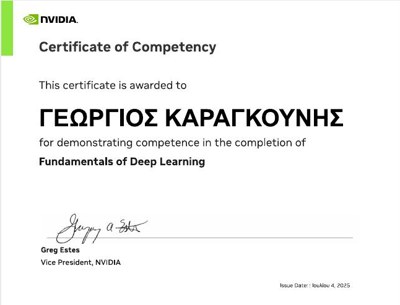 NVIDIA.
Certificate of Competency
This certificate is awarded to
ΓΕΩΡΓΙΟΣ ΚΑΡΑΓΚΟΥΝΗΣ
for demonstrating competence in the completion of
Fundamentals of Deep Learning
Greg Estes
Vice President, NVIDIA
Issue Date: Ιουλίου 4, 2025